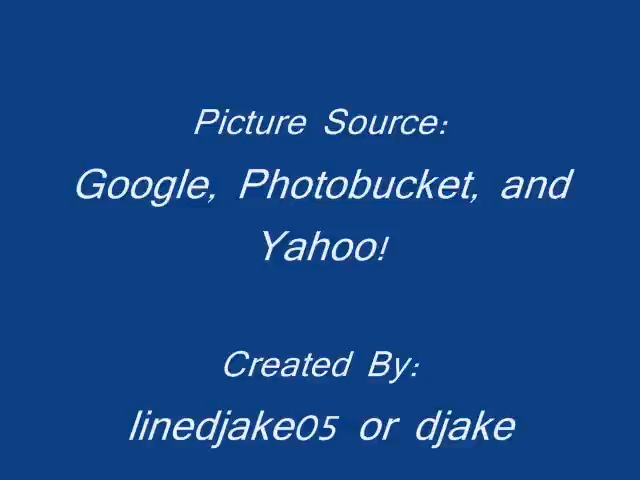 Picture Source:
Google, Photobucket, and
Yahoo!
Created By:
linedjake05 or djake